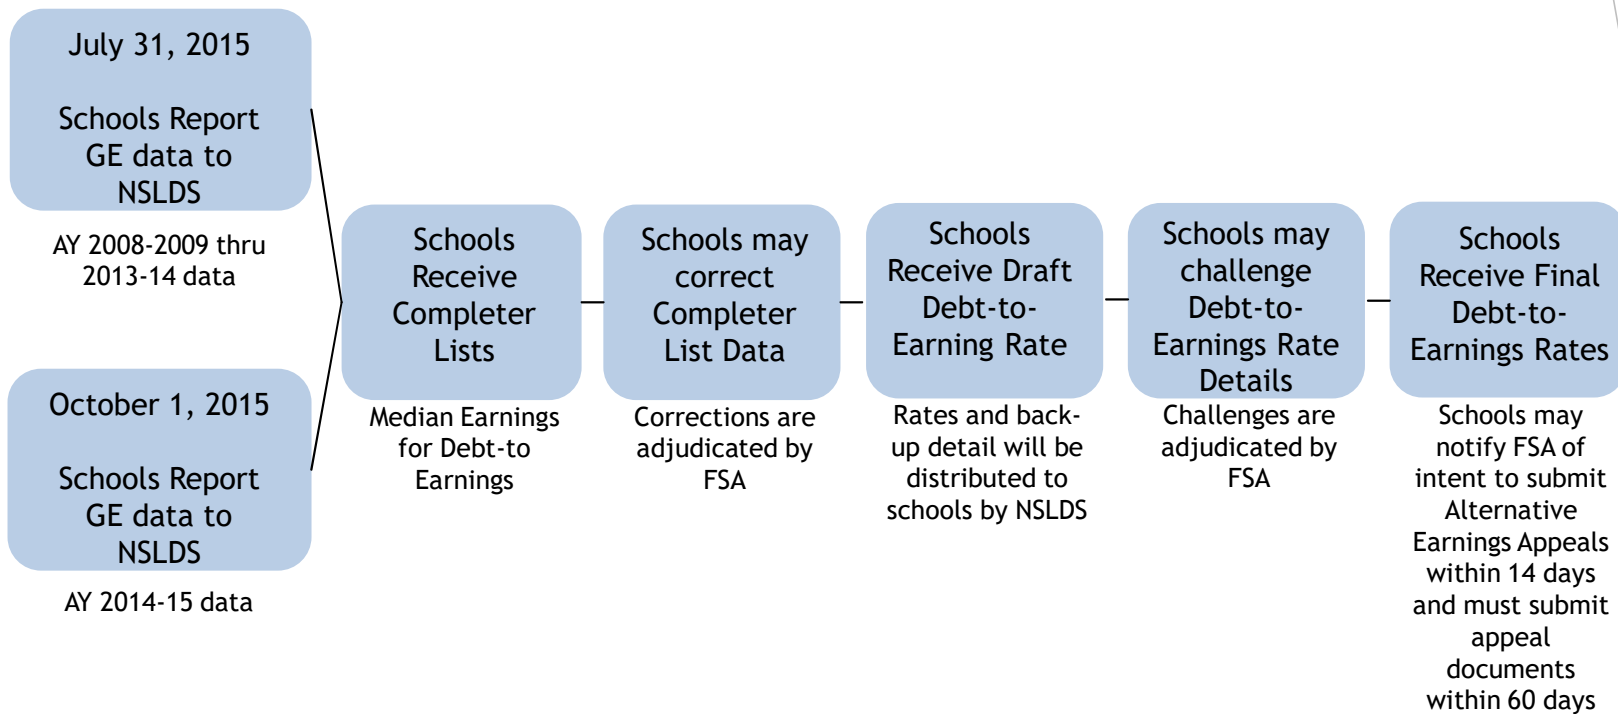 July 31, 2015
Schools Report
GE data to
NSLDS
AY 2008-2009 thru
2013-14 data
October 1, 2015
Schools Report
GE data to
NSLDS
AY 2014-15 data
Schools
Receive
Completer
Lists
Median Earnings
for Debt-to
Earnings
Schools may
correct
Completer
List Data
Corrections are
adjudicated by
FSA
Schools
Receive Draft
Debt-to-
Earning Rate
Rates and back-
up detail will be
distributed to
schools by NSLDS
Schools may
challenge
Debt-to-
Earnings Rate
Details
Challenges are
adjudicated by
FSA
Schools
Receive Final
Debt-to-
Earnings Rates
Schools may
notify FSA of
intent to submit
Alternative
Earnings Appeals
within 14 days
and must submit
appeal
documents
within 60 days